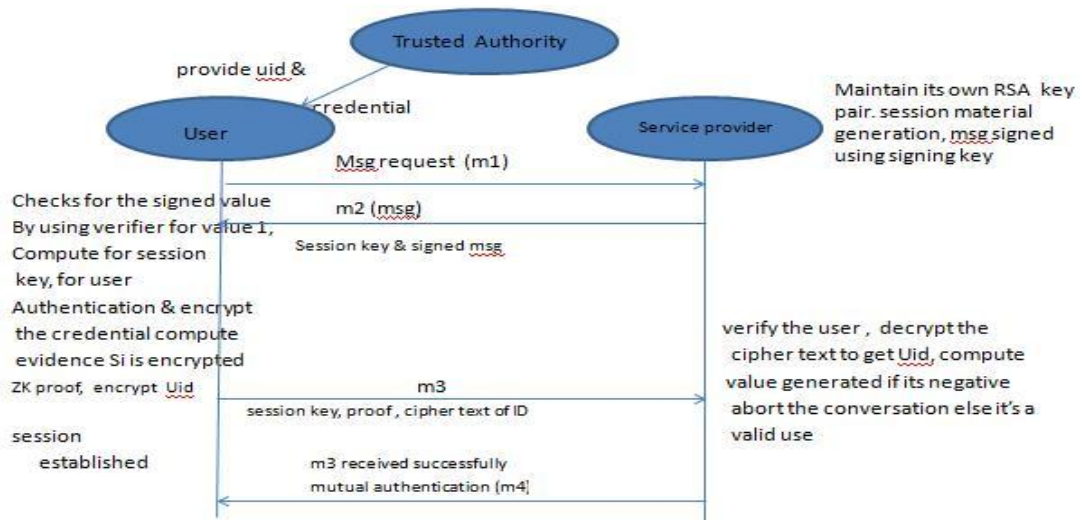 Trusted Authority
provide uid &
credential
User
Service provider
Maintain its own RSA key
pair. session material
generation, msg signed
using signing key
Msg request (m1)
Checks for the signed value
By using verifier for value 1,
Compute for session
key, for user
Authentication & encrypt
the credential compute
evidence Si is encrypted
ZK proof, encrypt Uid
m2 (msg)
Session key & signed msg
m3
session key, proof , cipher text of ID
verify the user , decrypt the
cipher text to get Uid, compute
value generated if its negative
abort the conversation else it's a
valid use
session
established
m3 received successfully
mutual authentication (m4)